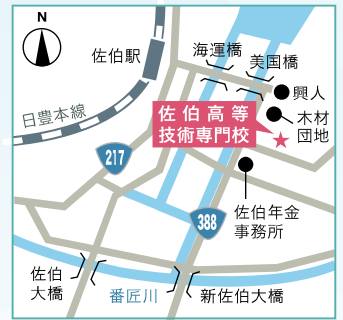 N
海運橋
美国橋
佐伯駅
興人
日豊本線
佐伯高等
技術専門校
木材
団地
217
388
佐伯年金
事務所
佐伯
大橋
番匠川
新佐伯大橋